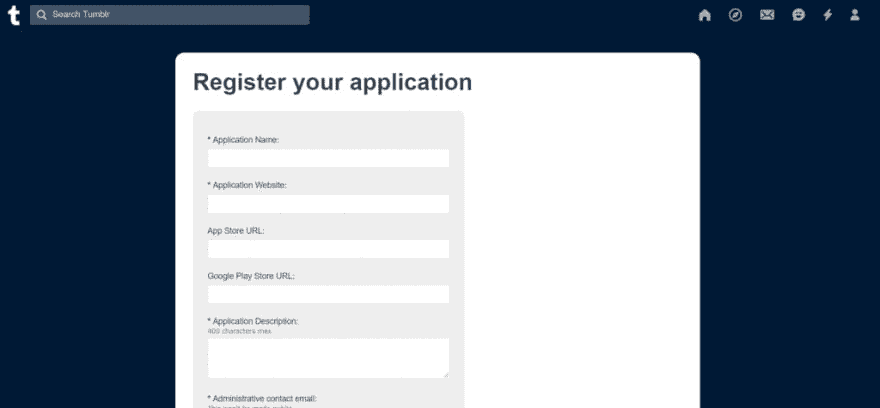 t
Search Tumblr
Register your application
* Application Name:
* Application Website:
App Store URL:
Google Play Store URL:
* Application Description:
400 characters max
* Administrative contact email: